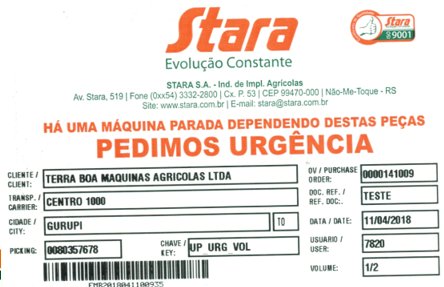 Stara
Evolução Constante
Stara
ISO 9001
STARA S.A. - Ind. de Impl. Agrícolas
Av. Stara, 519 | Fone (0xx54) 3332-2800 | Cx. P. 53 | CEP 99470-000 | Não-Me-Toque - RS
Site: www.stara.com.br | E-mail: stara@stara.com.br
HÁ UMA MÁQUINA PARADA DEPENDENDO DESTAS PEÇAS
PEDIMOS URGÊNCIA
CLIENTE / CLIENT: TERRA BOA MAQUINAS AGRICOLAS LTDA
OV / PURCHASE ORDER: 0000141009
TRANSP. / CARRIER: CENTRO 1000
DOC. REF. / REF. DOC.: TESTE
CIDADE / CITY: GURUPI TO
DATA / DATE: 11/04/2018
PICKING: 0080357678
CHAVE / KEY: UP_URG_VOL
USUARIO / USER: 7820
VOLUME: 1/2
EMR2018041100935